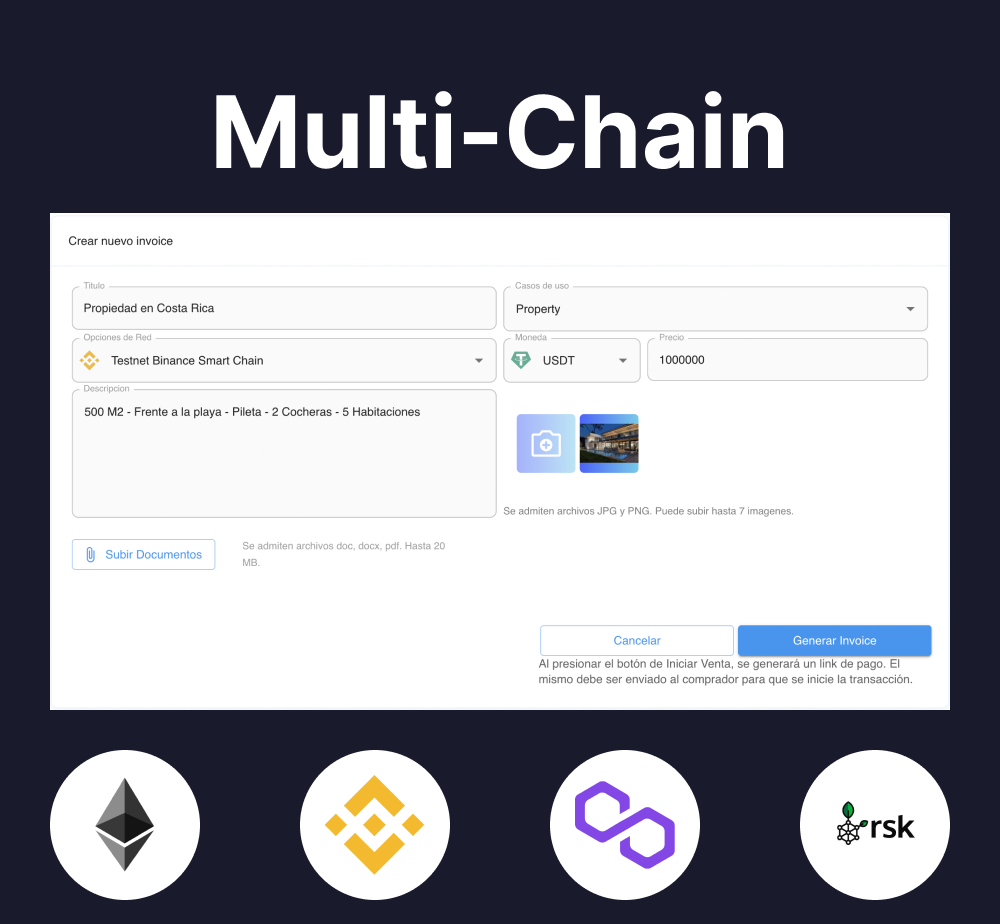 Multi-Chain
Crear nuevo invoice
Titulo
Propiedad en Costa Rica
Casos de uso
Property
Opciones de Red
Testnet Binance Smart Chain
Moneda
USDT
Precio
1000000
Descripcion
500 M2 - Frente a la playa - Pileta - 2 Cocheras - 5 Habitaciones
Se admiten archivos JPG y PNG. Puede subir hasta 7 imagenes.
Subir Documentos
Se admiten archivos doc, docx, pdf. Hasta 20
MB.
Cancelar
Generar Invoice
Al presionar el botón de Iniciar Venta, se generará un link de pago. El
mismo debe ser enviado al comprador para que se inicie la transacción.
rsk